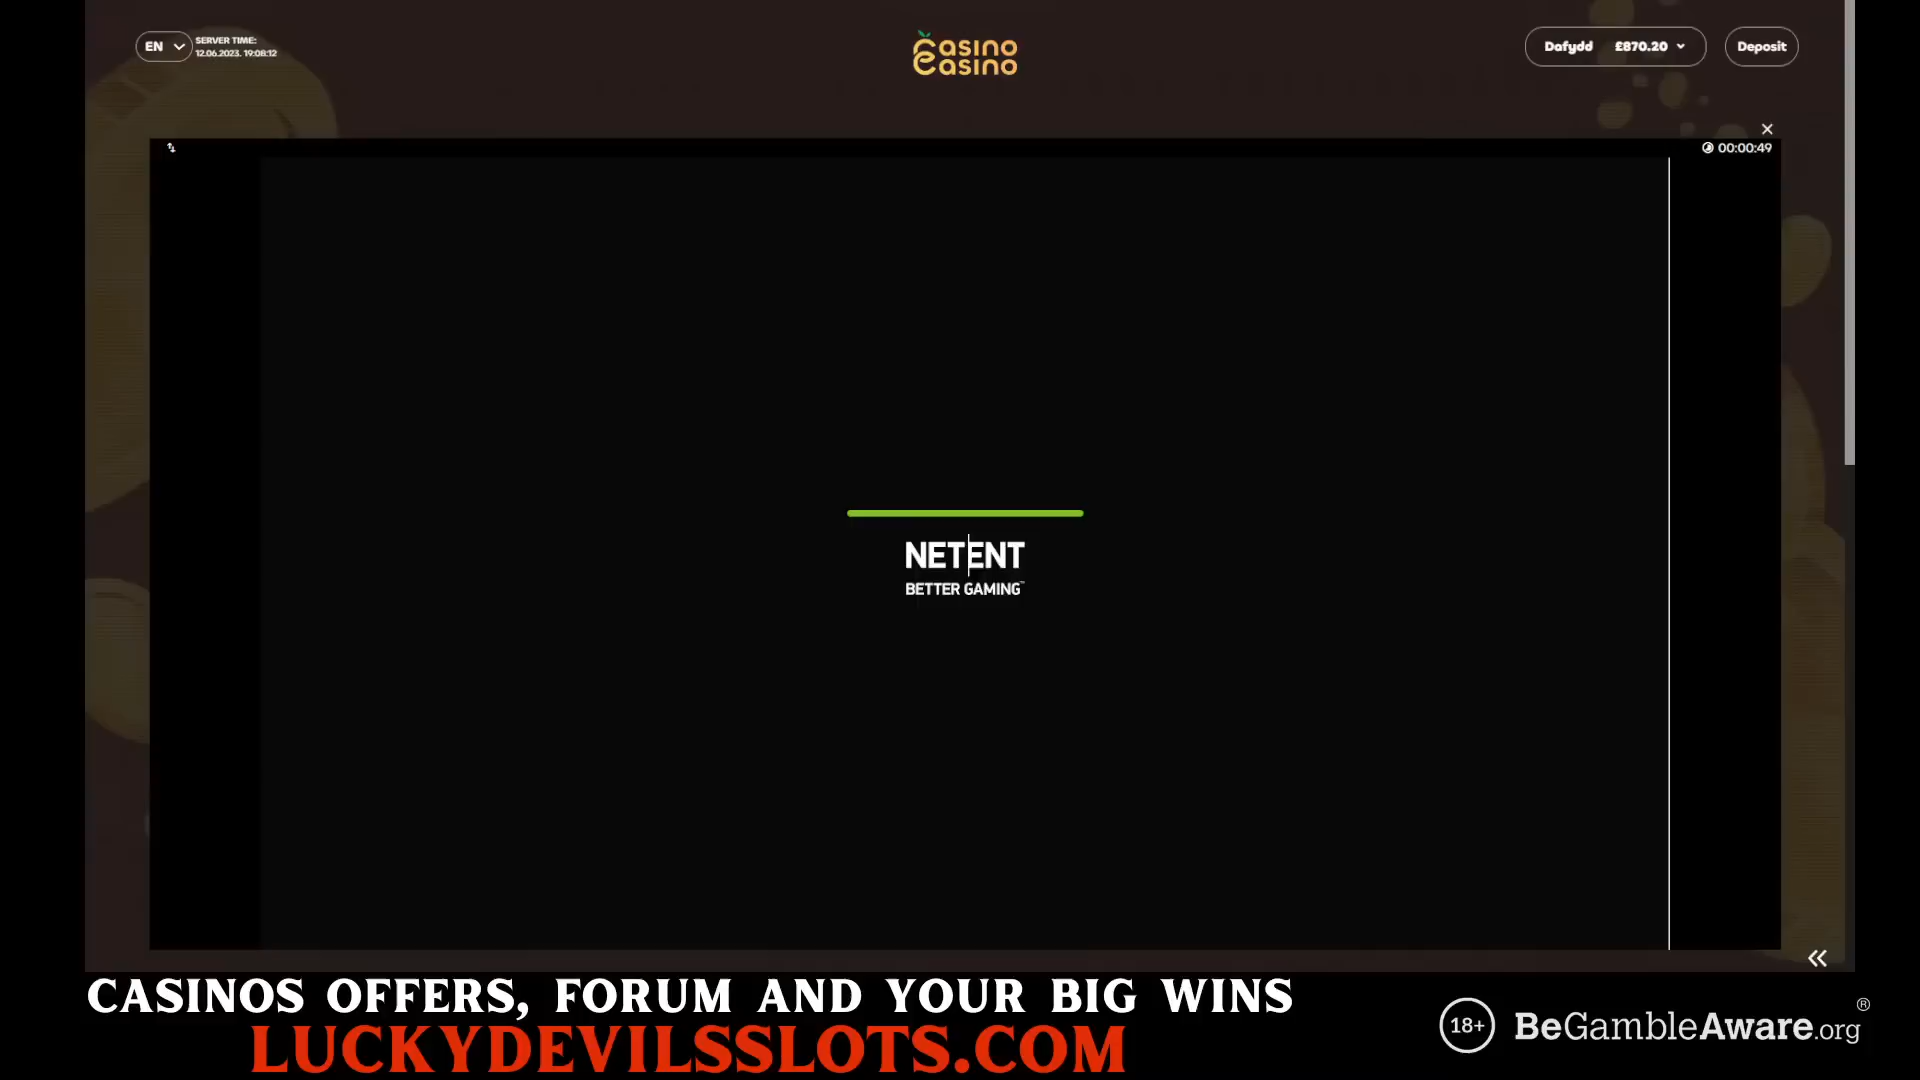 EN
SERVER TIME:
12.06.2023. 19:08:12
Casino
Casino
Dafydd £870.20
Deposit
00:00:49
NETENT
BETTER GAMING™
CASINOS OFFERS, FORUM AND YOUR BIG WINS
LUCKYDEVILSSLOTS.COM
18+
BeGambleAware.org®